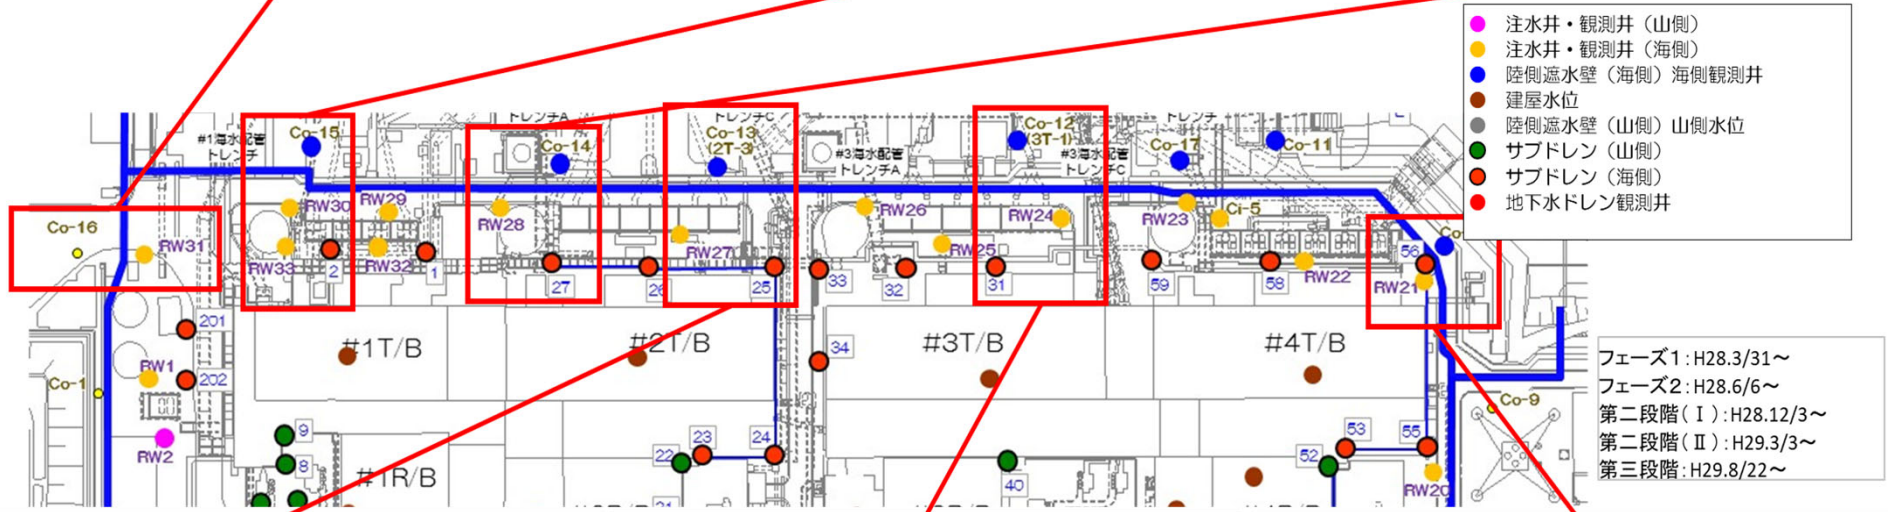 注水井・観測井（山側）
注水井・観測井（海側）
陸側遮水壁（海側）海側観測井
建屋水位
陸側遮水壁（山側）山側水位
サブドレン（山側）
サブドレン（海側）
地下水ドレン観測井
トレンチA
トレンチC
トレンチ
#1海水配管
トレンチ
Co-15
Co-14
Co-13
(2T-3)
#3海水配管
トレンチA
Co-12
(3T-1)
#3海水配管
トレンチC
Co-17
Co-11
Co-16
RW31
RW30
RW29
RW33
RW32
2
1
RW28
27
26
RW27
25
33
RW26
32
RW25
RW24
31
RW23
Ci-5
59
58
RW22
56
RW21
201
RW1
202
Co-1
RW2
#1T/B
#2T/B
34
#3T/B
#4T/B
9
8
#1R/B
22
23
24
21
40
52
53
55
RW20
Co-9
フェーズ1：H28.3/31～
フェーズ2：H28.6/6～
第二段階(Ⅰ)：H28.12/3～
第二段階(Ⅱ)：H29.3/3～
第三段階：H29.8/22～